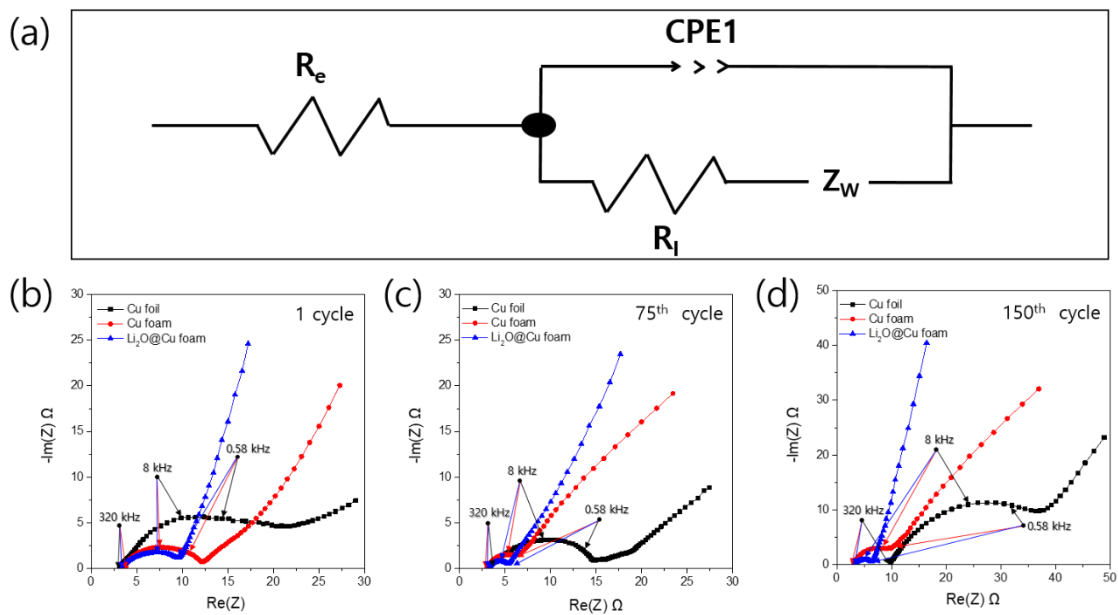 (a)
CPE1
Re
ZW
RI
(b)
1 cycle
Cu foil
Cu foam
Li2O@Cu foam
320 kHz
8 kHz
0.58 kHz
-Im(Z) Ω
30
25
20
15
10
5
0
0 5 10 15 20 25 30
Re(Z)
(c)
75th cycle
Cu foil
Cu foam
Li2O@Cu foam
320 kHz
8 kHz
0.58 kHz
-Im(Z) Ω
30
25
20
15
10
5
0
0 5 10 15 20 25 30
Re(Z) Ω
(d)
150th cycle
Cu foil
Cu foam
Li2O@Cu foam
320 kHz
8 kHz
0.58 kHz
-Im(Z) Ω
50
40
30
20
10
0
0 10 20 30 40 50
Re(Z) Ω